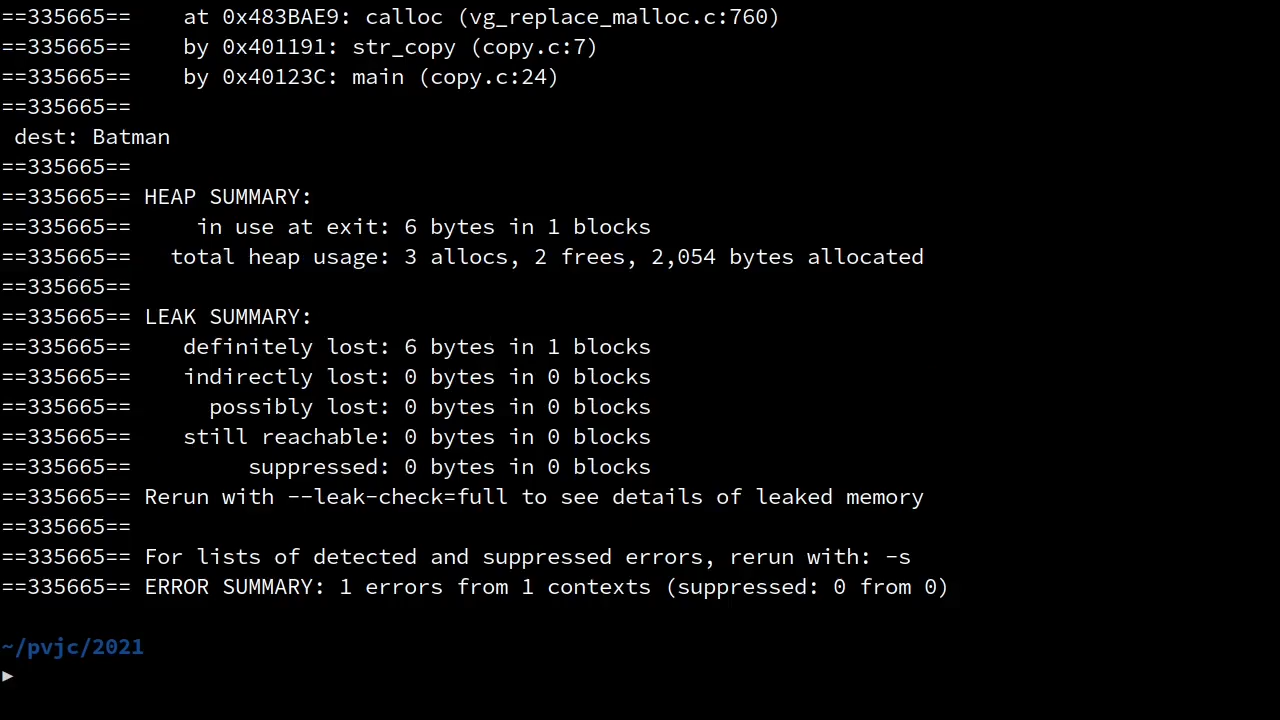 ==335665==    at 0x483BAE9: calloc (vg_replace_malloc.c:760)
==335665==    by 0x401191: str_copy (copy.c:7)
==335665==    by 0x40123C: main (copy.c:24)
==335665==
 dest: Batman
==335665==
==335665== HEAP SUMMARY:
==335665==     in use at exit: 6 bytes in 1 blocks
==335665==   total heap usage: 3 allocs, 2 frees, 2,054 bytes allocated
==335665==
==335665== LEAK SUMMARY:
==335665==    definitely lost: 6 bytes in 1 blocks
==335665==    indirectly lost: 0 bytes in 0 blocks
==335665==      possibly lost: 0 bytes in 0 blocks
==335665==    still reachable: 0 bytes in 0 blocks
==335665==         suppressed: 0 bytes in 0 blocks
==335665== Rerun with --leak-check=full to see details of leaked memory
==335665==
==335665== For lists of detected and suppressed errors, rerun with: -s
==335665== ERROR SUMMARY: 1 errors from 1 contexts (suppressed: 0 from 0)
~/pvjc/2021